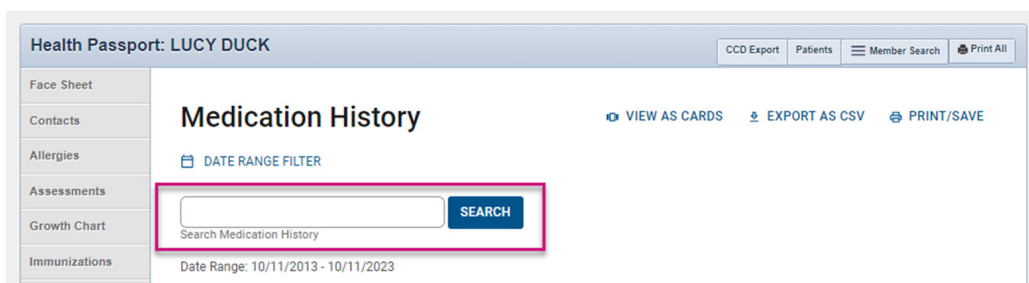 Health Passport: LUCY DUCK
CCD Export
Patients
Member Search
Print All
Face Sheet
Contacts
Allergies
Assessments
Growth Chart
Immunizations
Medication History
VIEW AS CARDS
EXPORT AS CSV
PRINT/SAVE
DATE RANGE FILTER
SEARCH
Search Medication History
Date Range: 10/11/2013 - 10/11/2023